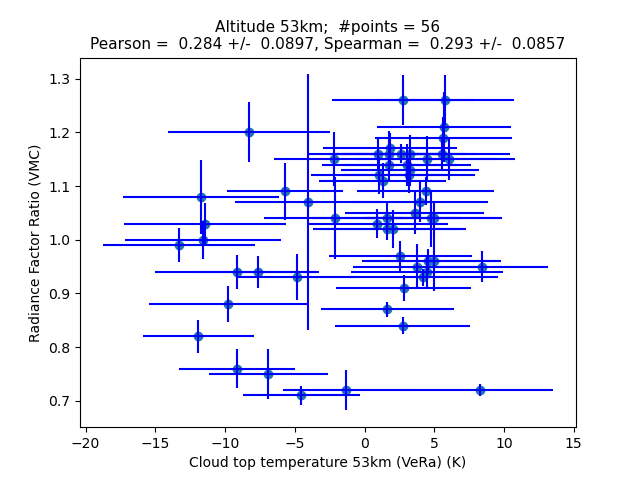 Altitude 53km;  #points = 56
Pearson =  0.284 +/-  0.0897, Spearman =  0.293 +/-  0.0857
Radiance Factor Ratio (VMC)
1.3
1.2
1.1
1.0
0.9
0.8
0.7
−20 −15 −10 −5 0 5 10 15
Cloud top temperature 53km (VeRa) (K)